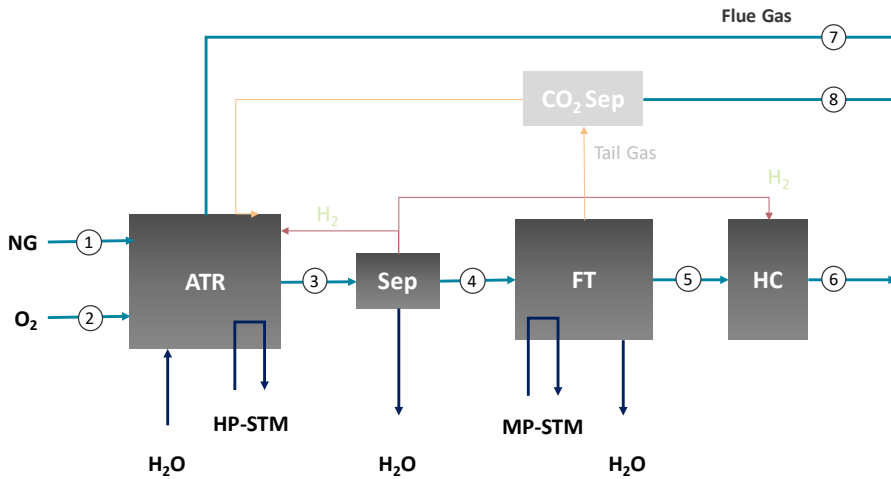 Flue Gas
7
CO₂ Sep
8
Tail Gas
H₂
H₂
NG
1
ATR
3
Sep
4
FT
5
HC
6
O₂
2
HP-STM
MP-STM
H₂O
H₂O
H₂O